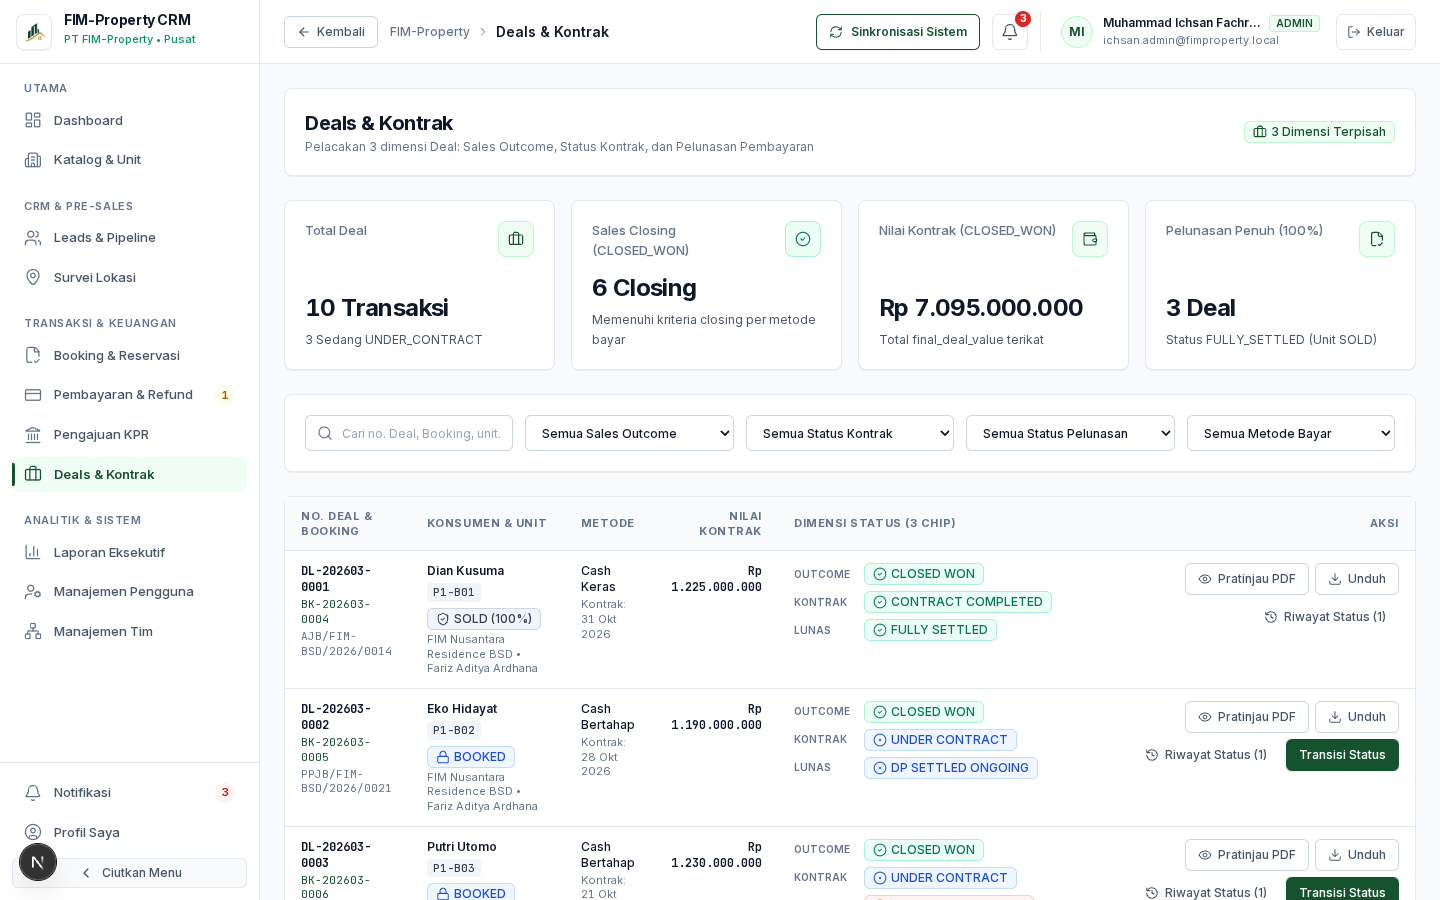 FIM-Property CRM
PT FIM-Property • Pusat
UTAMA
Dashboard
Katalog & Unit
CRM & PRE-SALES
Leads & Pipeline
Survei Lokasi
TRANSAKSI & KEUANGAN
Booking & Reservasi
Pembayaran & Refund 1
Pengajuan KPR
Deals & Kontrak
ANALITIK & SISTEM
Laporan Eksekutif
Manajemen Pengguna
Manajemen Tim
Notifikasi 3
Profil Saya
N
Ciutkan Menu
Kembali
FIM-Property
Deals & Kontrak
Sinkronisasi Sistem
3
MI
Muhammad Ichsan Fachr... ADMIN
ichsan.admin@fimproperty.local
Keluar
Deals & Kontrak
Pelacakan 3 dimensi Deal: Sales Outcome, Status Kontrak, dan Pelunasan Pembayaran
3 Dimensi Terpisah
Total Deal
10 Transaksi
3 Sedang UNDER_CONTRACT
Sales Closing
(CLOSED_WON)
6 Closing
Memenuhi kriteria closing per metode
bayar
Nilai Kontrak (CLOSED_WON)
Rp 7.095.000.000
Total final_deal_value terikat
Pelunasan Penuh (100%)
3 Deal
Status FULLY_SETTLED (Unit SOLD)
Cari no. Deal, Booking, unit.
Semua Sales Outcome
Semua Status Kontrak
Semua Status Pelunasan
Semua Metode Bayar
NO. DEAL &
BOOKING
KONSUMEN & UNIT
METODE
NILAI
KONTRAK
DIMENSI STATUS (3 CHIP)
AKSI
DL-202603-
0001
BK-202603-
0004
AJB/FIM-
BSD/2026/0014
Dian Kusuma
P1-B01
SOLD (100%)
FIM Nusantara
Residence BSD •
Fariz Aditya Ardhana
Cash
Keras
Kontrak:
31 Okt
2026
Rp
1.225.000.000
OUTCOME CLOSED WON
KONTRAK CONTRACT COMPLETED
LUNAS FULLY SETTLED
Pratinjau PDF
Unduh
Riwayat Status (1)
DL-202603-
0002
BK-202603-
0005
PPJB/FIM-
BSD/2026/0021
Eko Hidayat
P1-B02
BOOKED
FIM Nusantara
Residence BSD •
Fariz Aditya Ardhana
Cash
Bertahap
Kontrak:
28 Okt
2026
Rp
1.190.000.000
OUTCOME CLOSED WON
KONTRAK UNDER CONTRACT
LUNAS DP SETTLED ONGOING
Pratinjau PDF
Unduh
Riwayat Status (1)
Transisi Status
DL-202603-
0003
BK-202603-
0006
Putri Utomo
P1-B03
BOOKED
Cash
Bertahap
Kontrak:
21 Okt
2026
Rp
1.230.000.000
OUTCOME CLOSED WON
KONTRAK UNDER CONTRACT
Pratinjau PDF
Unduh
Riwayat Status (1)
Transisi Status